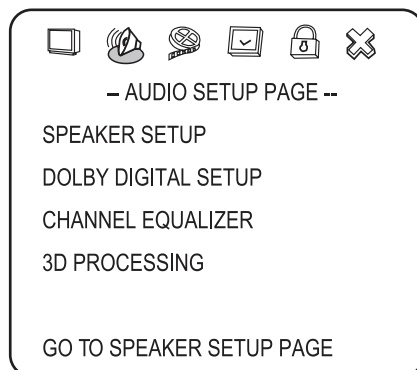 – AUDIO SETUP PAGE --
SPEAKER SETUP
DOLBY DIGITAL SETUP
CHANNEL EQUALIZER
3D PROCESSING
GO TO SPEAKER SETUP PAGE